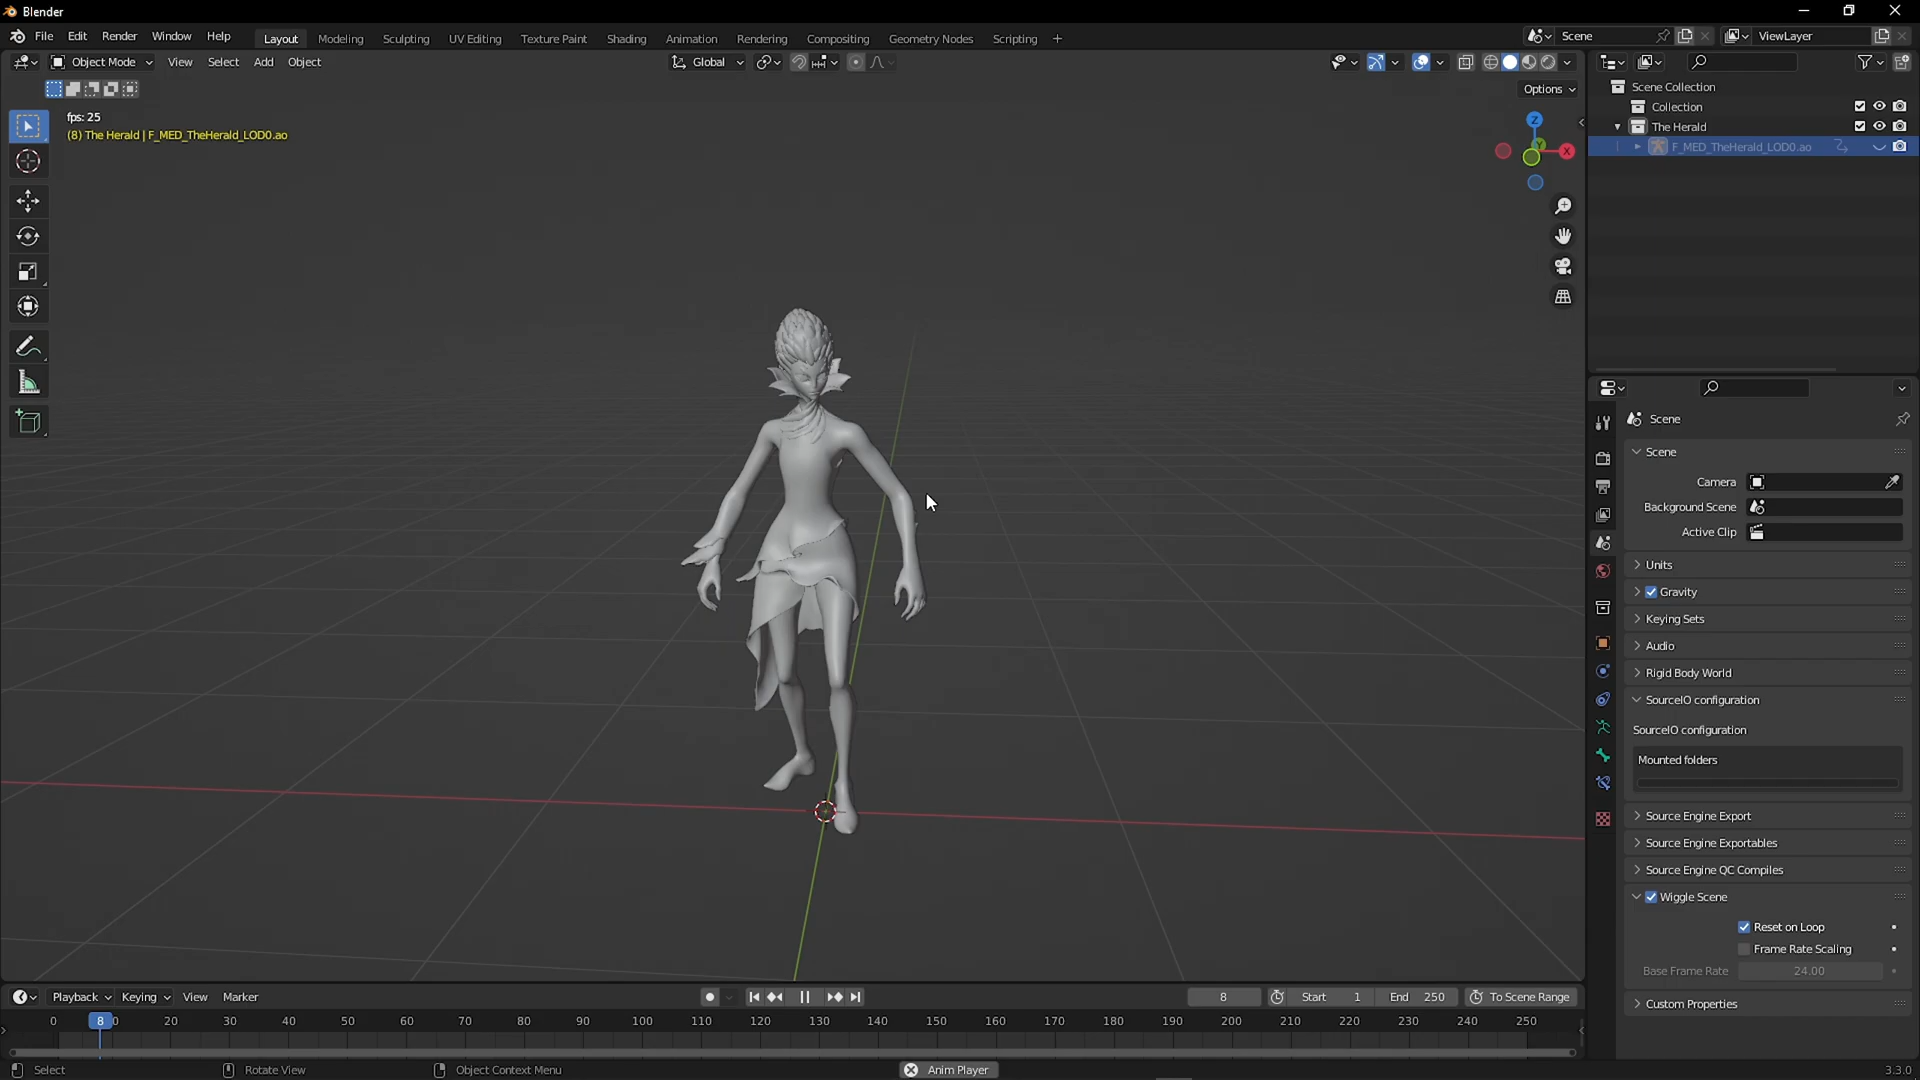 Blender
File Edit Render Window Help
Layout Modeling Sculpting UV Editing Texture Paint Shading Animation Rendering Compositing Geometry Nodes Scripting +
Scene
ViewLayer
Object Mode View Select Add Object
Global
Options
fps: 25
(8) The Herald | F_MED_TheHerald_LOD0.ao
Z
Y
X
Scene Collection
Collection
The Herald
F_MED_TheHerald_LOD0.ao
Scene
Scene
Camera
Background Scene
Active Clip
Units
Gravity
Keying Sets
Audio
Rigid Body World
SourceIO configuration
SourceIO configuration
Mounted folders
Source Engine Export
Source Engine Exportables
Source Engine QC Compiles
Wiggle Scene
Reset on Loop
Frame Rate Scaling
Base Frame Rate 24.00
Custom Properties
Playback Keying View Marker
8 Start 1 End 250 To Scene Range
0 8 20 30 40 50 60 70 80 90 100 110 120 130 140 150 160 170 180 190 200 210 220 230 240 250
Select Rotate View Object Context Menu Anim Player 3.3.0